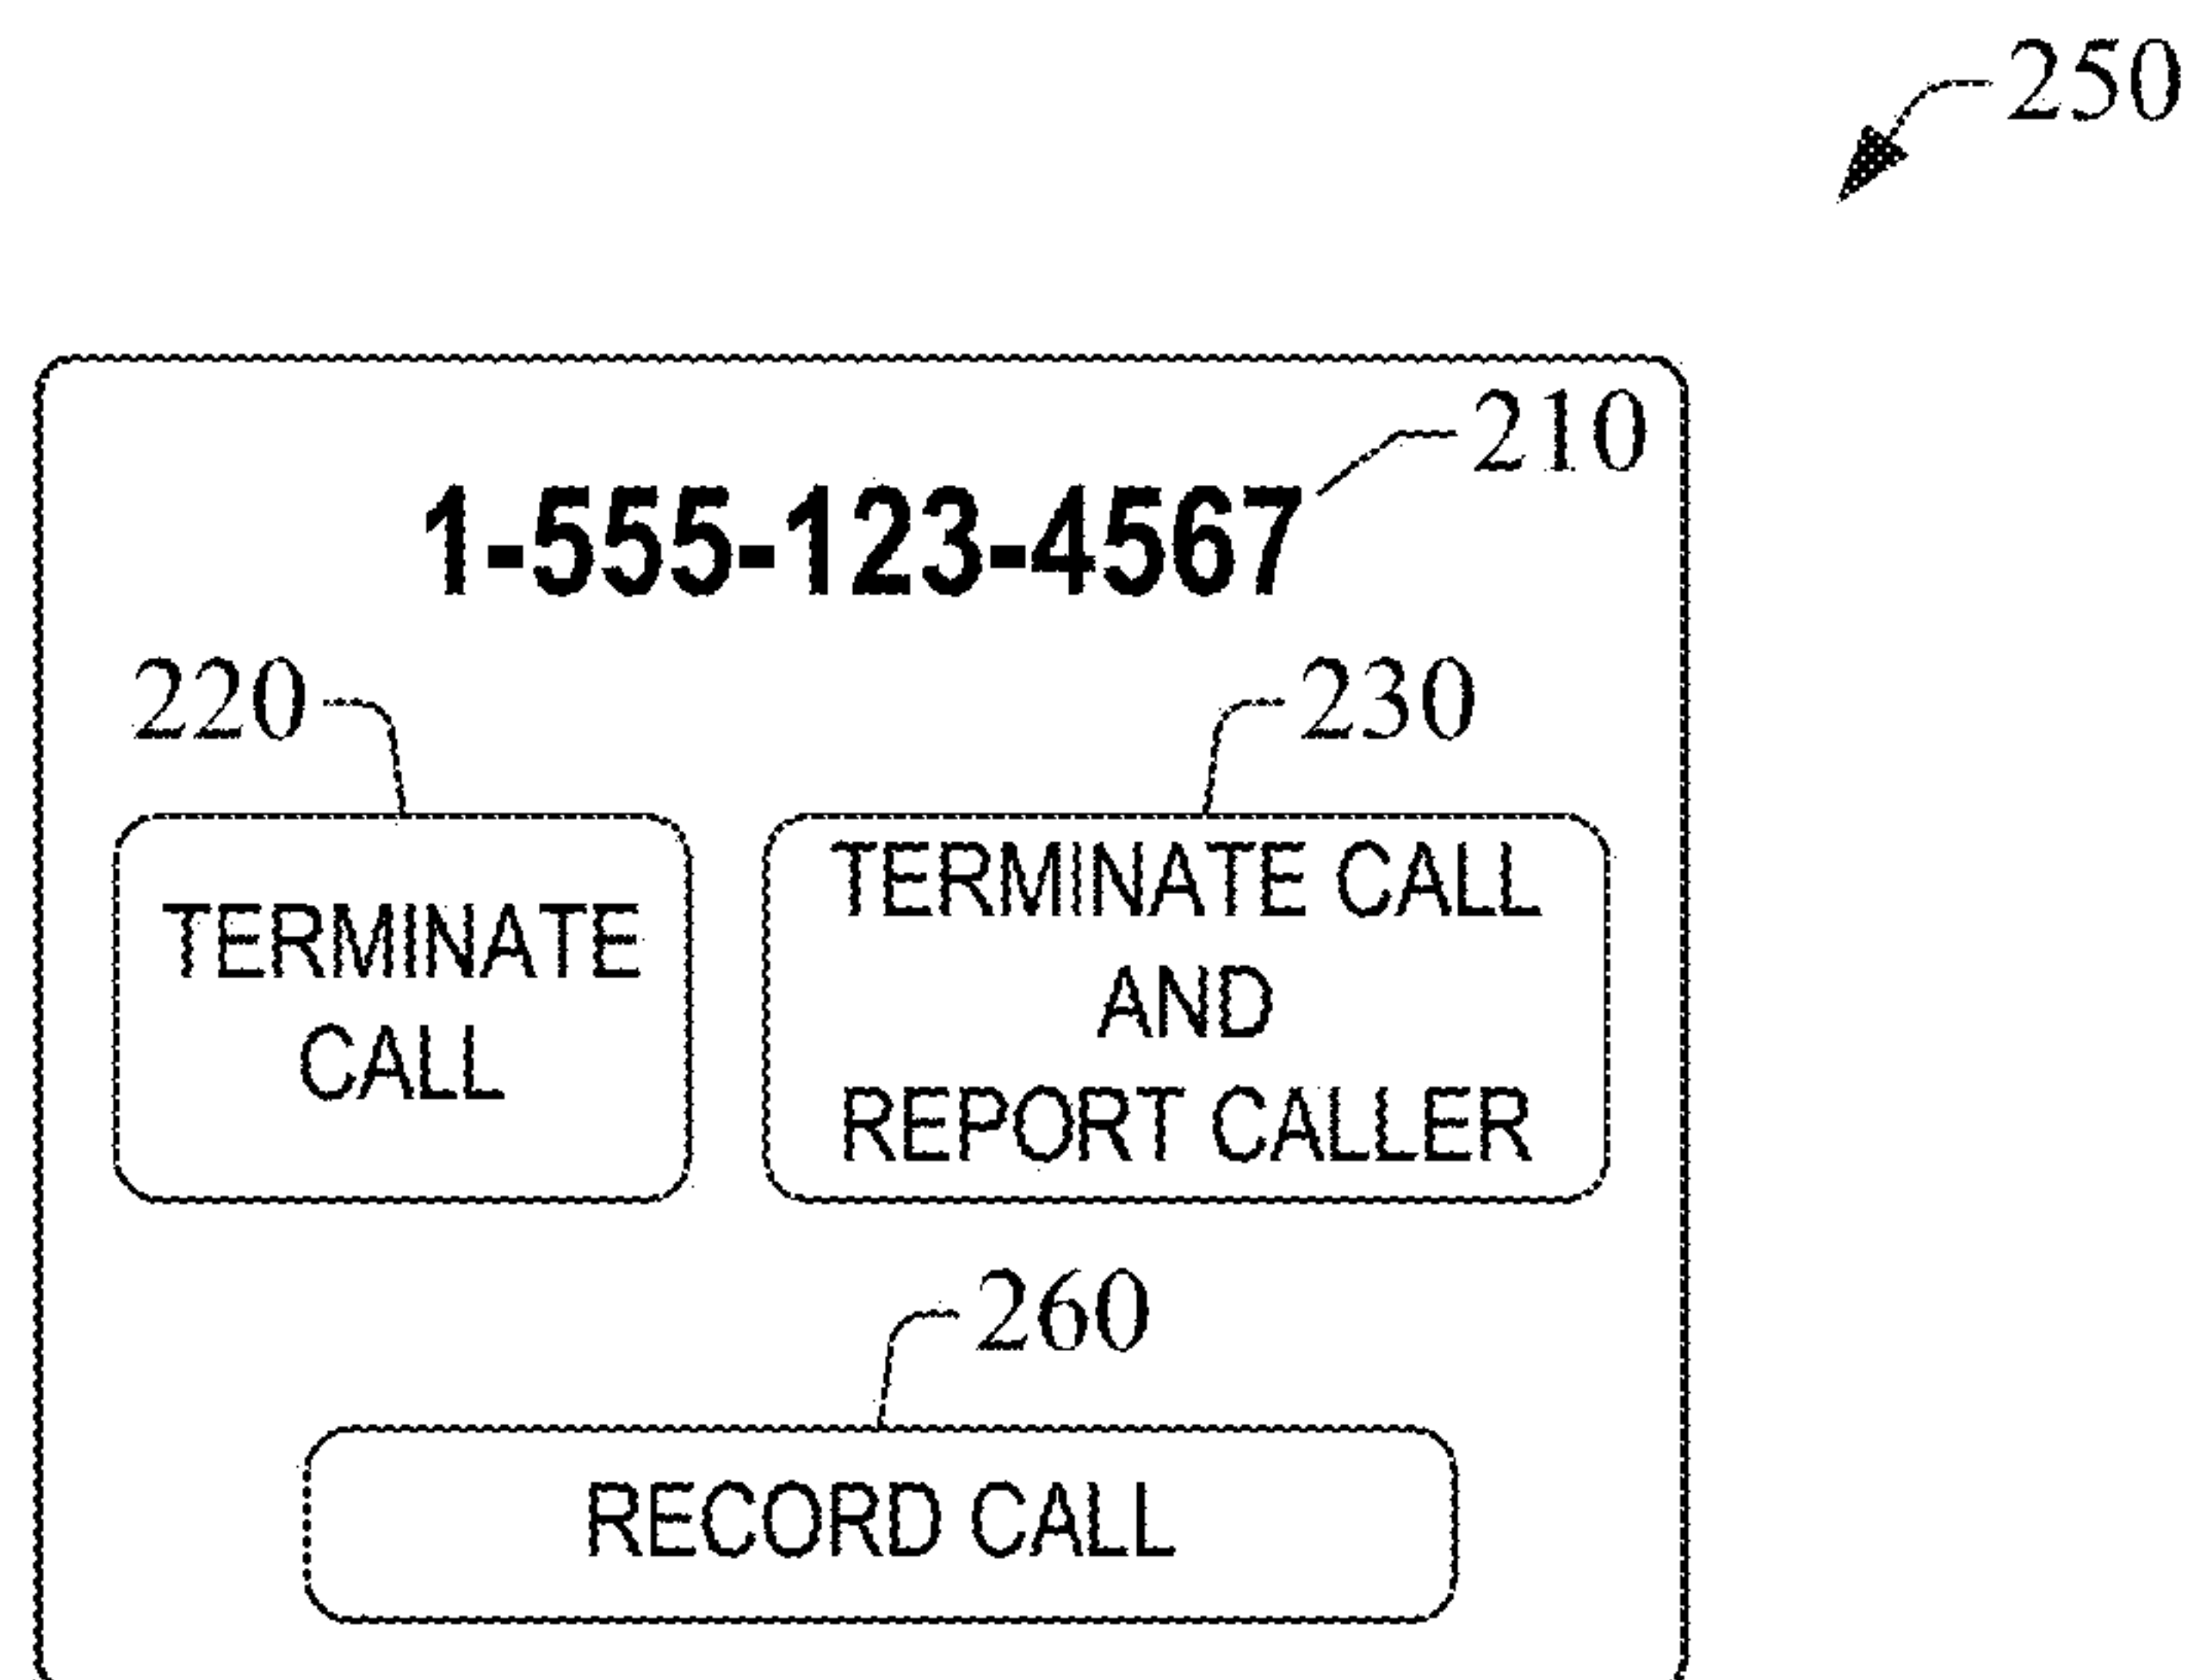 250
210
1-555-123-4567
220
230
TERMINATE
CALL
TERMINATE CALL
AND
REPORT CALLER
260
RECORD CALL